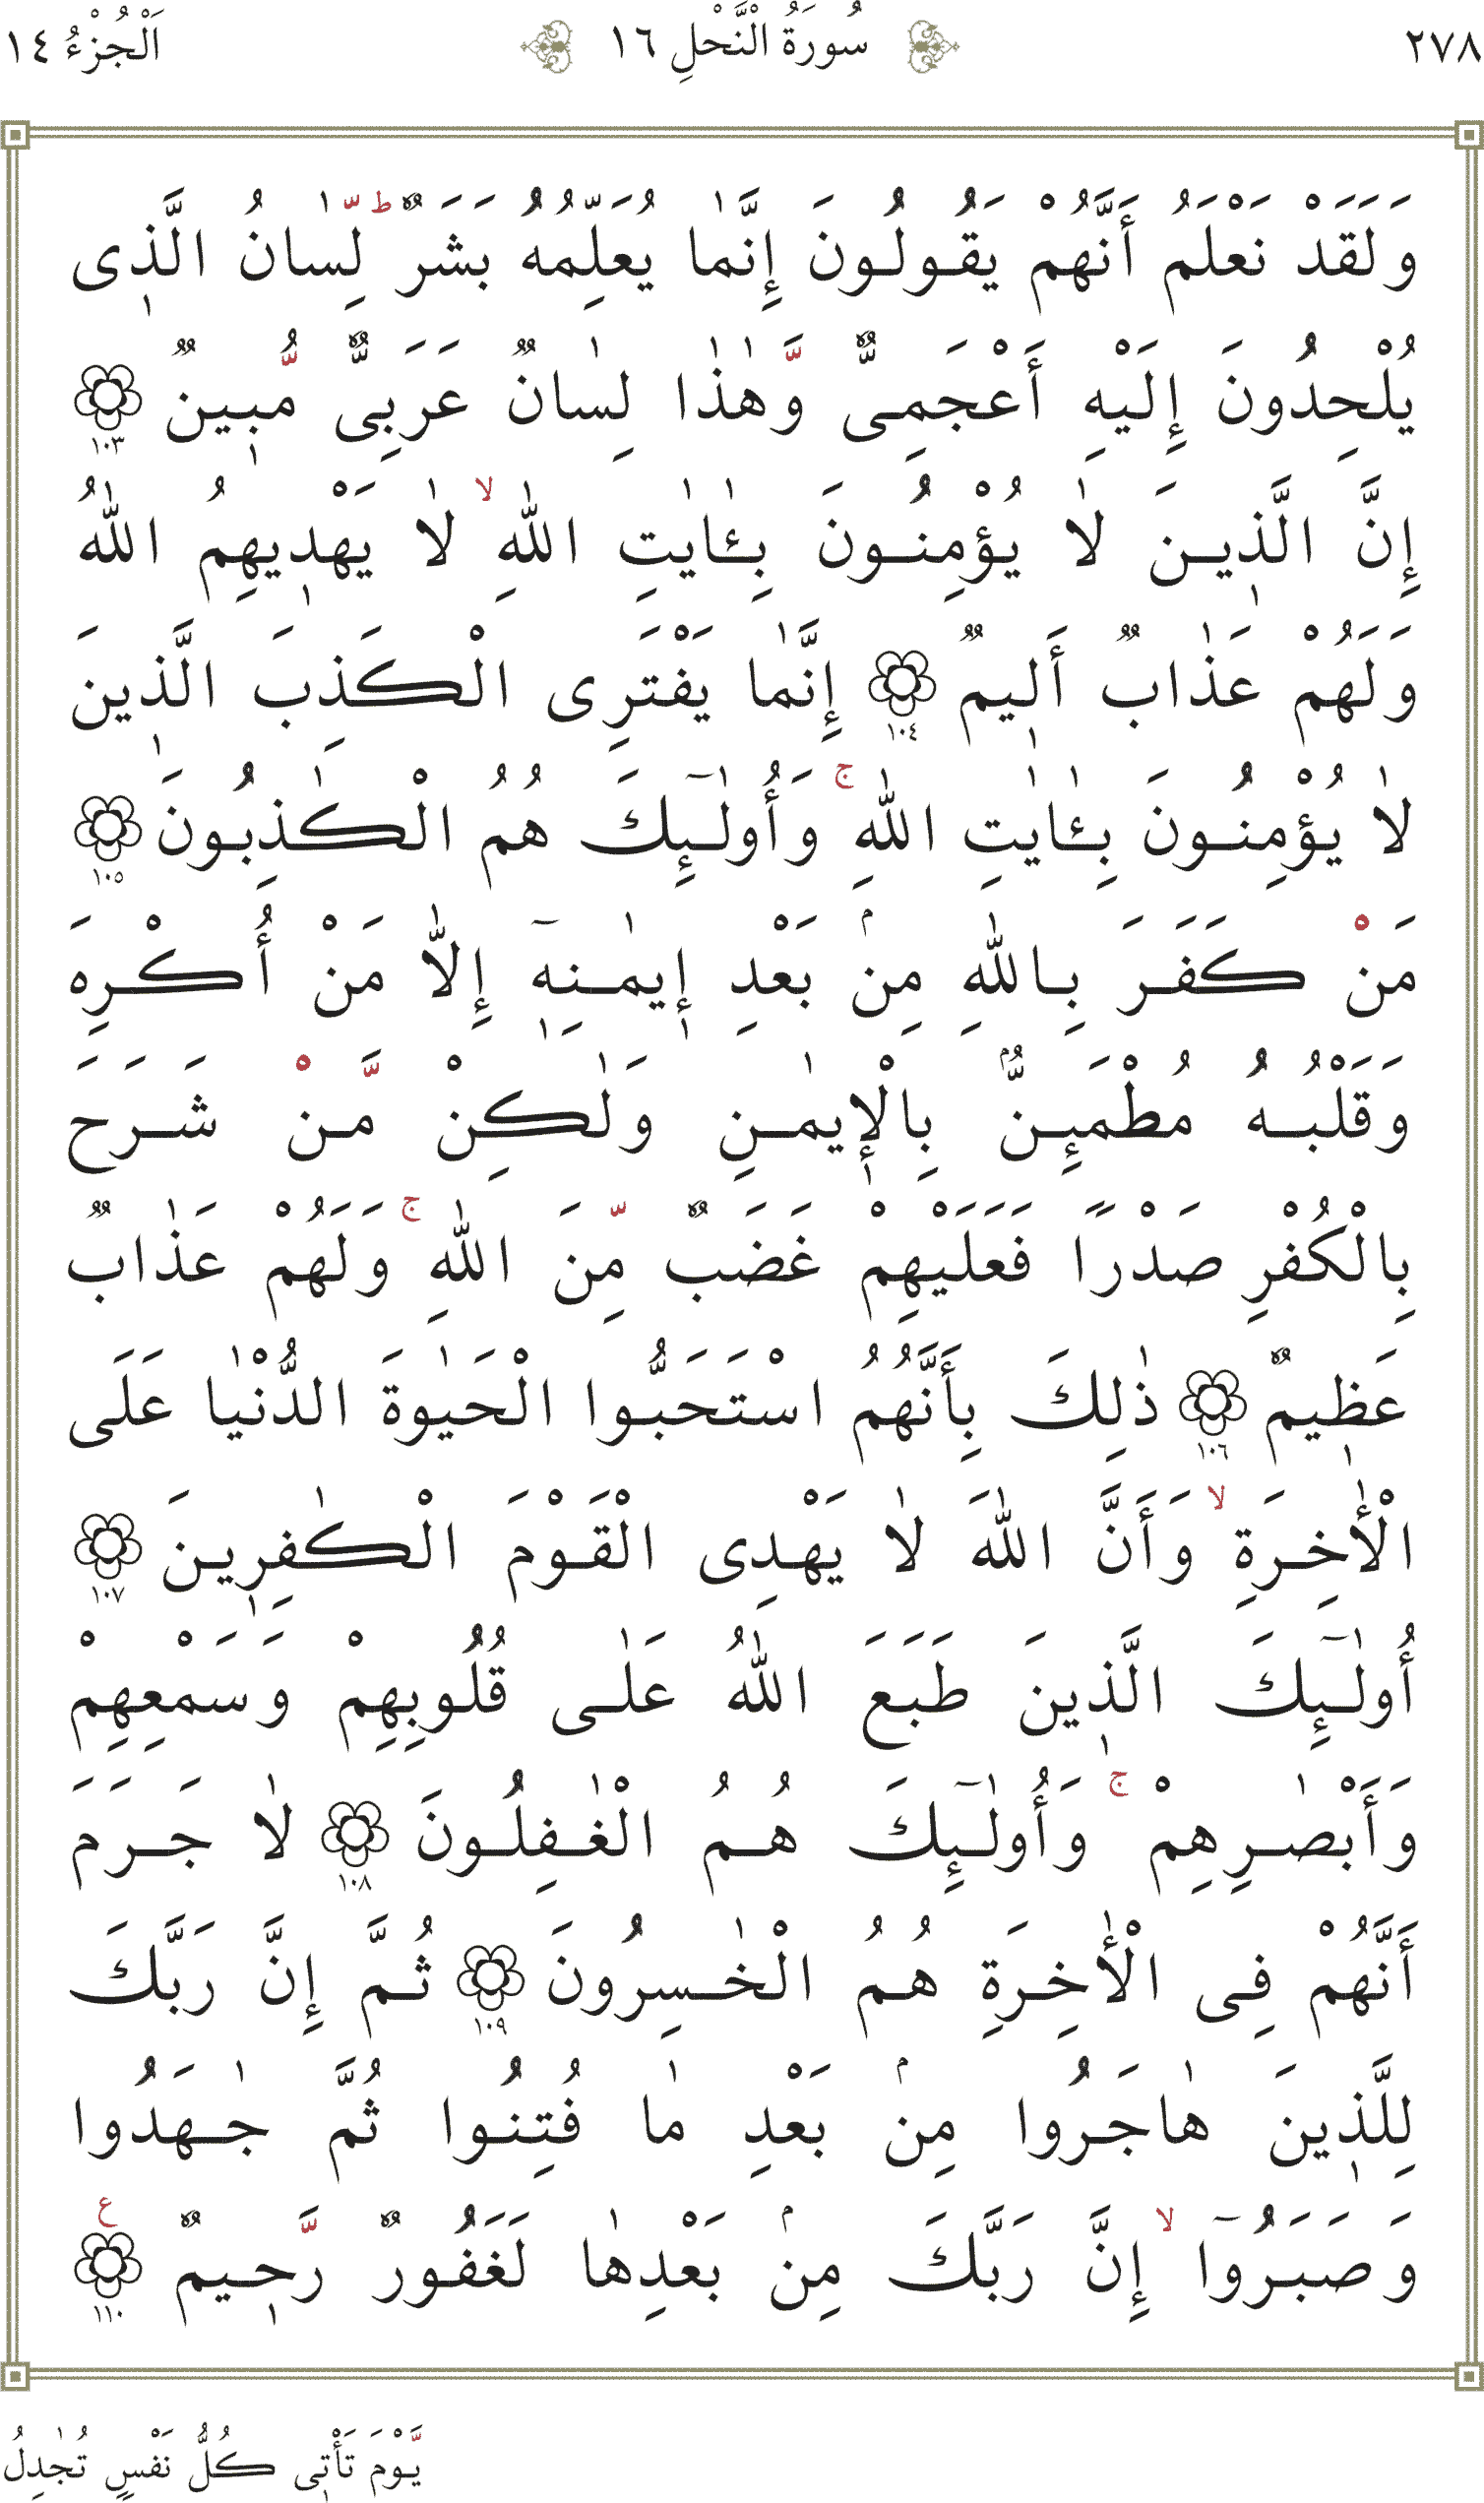 ٢٧٨ سُورَةُ الْنَّحْلِ ١٦ اَلْجُزْءُ ١٤
وَلَقَدْ نَعْلَمُ أَنَّهُمْ يَقُولُونَ إِنَّمٰا يُعَلِّمُهُ بَشَرٌ ۭط لِّسٰانُ الَّذٖى
يُلْحِدُونَ إِلَيْهِ أَعْجَمِىٌّ وَّهٰذٰا لِسٰانٌ عَرَبِىٌّ مُّبٖينٌ ١٠٣
إِنَّ الَّذٖينَ لٰا يُؤْمِنُونَ بِـٰٔايٰتِ اللّٰهِ ۙ لٰا يَهْدٖيهِمُ اللّٰهُ
وَلَهُمْ عَذٰابٌ أَلٖيمٌ ١٠٤ إِنَّمٰا يَفْتَرِى الْكَذِبَ الَّذٖينَ
لٰا يُؤْمِنُونَ بِـٰٔايٰتِ اللّٰهِ ۚ وَأُولٰٓئِكَ هُمُ الْكٰذِبُونَ ١٠٥
مَنْ كَفَرَ بِاللّٰهِ مِنۢ بَعْدِ إٖيمٰنِهٖٓ إِلّٰا مَنْ أُكْرِهَ
وَقَلْبُهُ مُطْمَئِنٌّۢ بِالْإٖيمٰنِ وَلٰكِنْ مَّنْ شَرَحَ
بِالْكُفْرِ صَدْرًا فَعَلَيْهِمْ غَضَبٌ مِّنَ اللّٰهِ ۚ وَلَهُمْ عَذٰابٌ
عَظٖيمٌ ١٠٦ ذٰلِكَ بِأَنَّهُمُ اسْتَحَبُّوا الْحَيٰوةَ الدُّنْيٰا عَلَى
الْأٰخِرَةِ ۙ وَأَنَّ اللّٰهَ لٰا يَهْدِى الْقَوْمَ الْكٰفِرٖينَ ١٠٧
أُولٰٓئِكَ الَّذٖينَ طَبَعَ اللّٰهُ عَلٰى قُلُوبِهِمْ وَسَمْعِهِمْ
وَأَبْصٰرِهِمْ ۚ وَأُولٰٓئِكَ هُمُ الْغٰفِلُونَ ١٠٨ لٰا جَرَمَ
أَنَّهُمْ فِى الْأٰخِرَةِ هُمُ الْخٰسِرُونَ ١٠٩ ثُمَّ إِنَّ رَبَّكَ
لِلَّذٖينَ هٰاجَرُوا مِنۢ بَعْدِ مٰا فُتِنُوا ثُمَّ جٰهَدُوا
وَصَبَرُوٓا ۙ إِنَّ رَبَّكَ مِنۢ بَعْدِهٰا لَغَفُورٌ رَّحٖيمٌ ١١٠ ع
يَّوْمَ تَأْتٖى كُلُّ نَفْسٍ تُجٰدِلُ